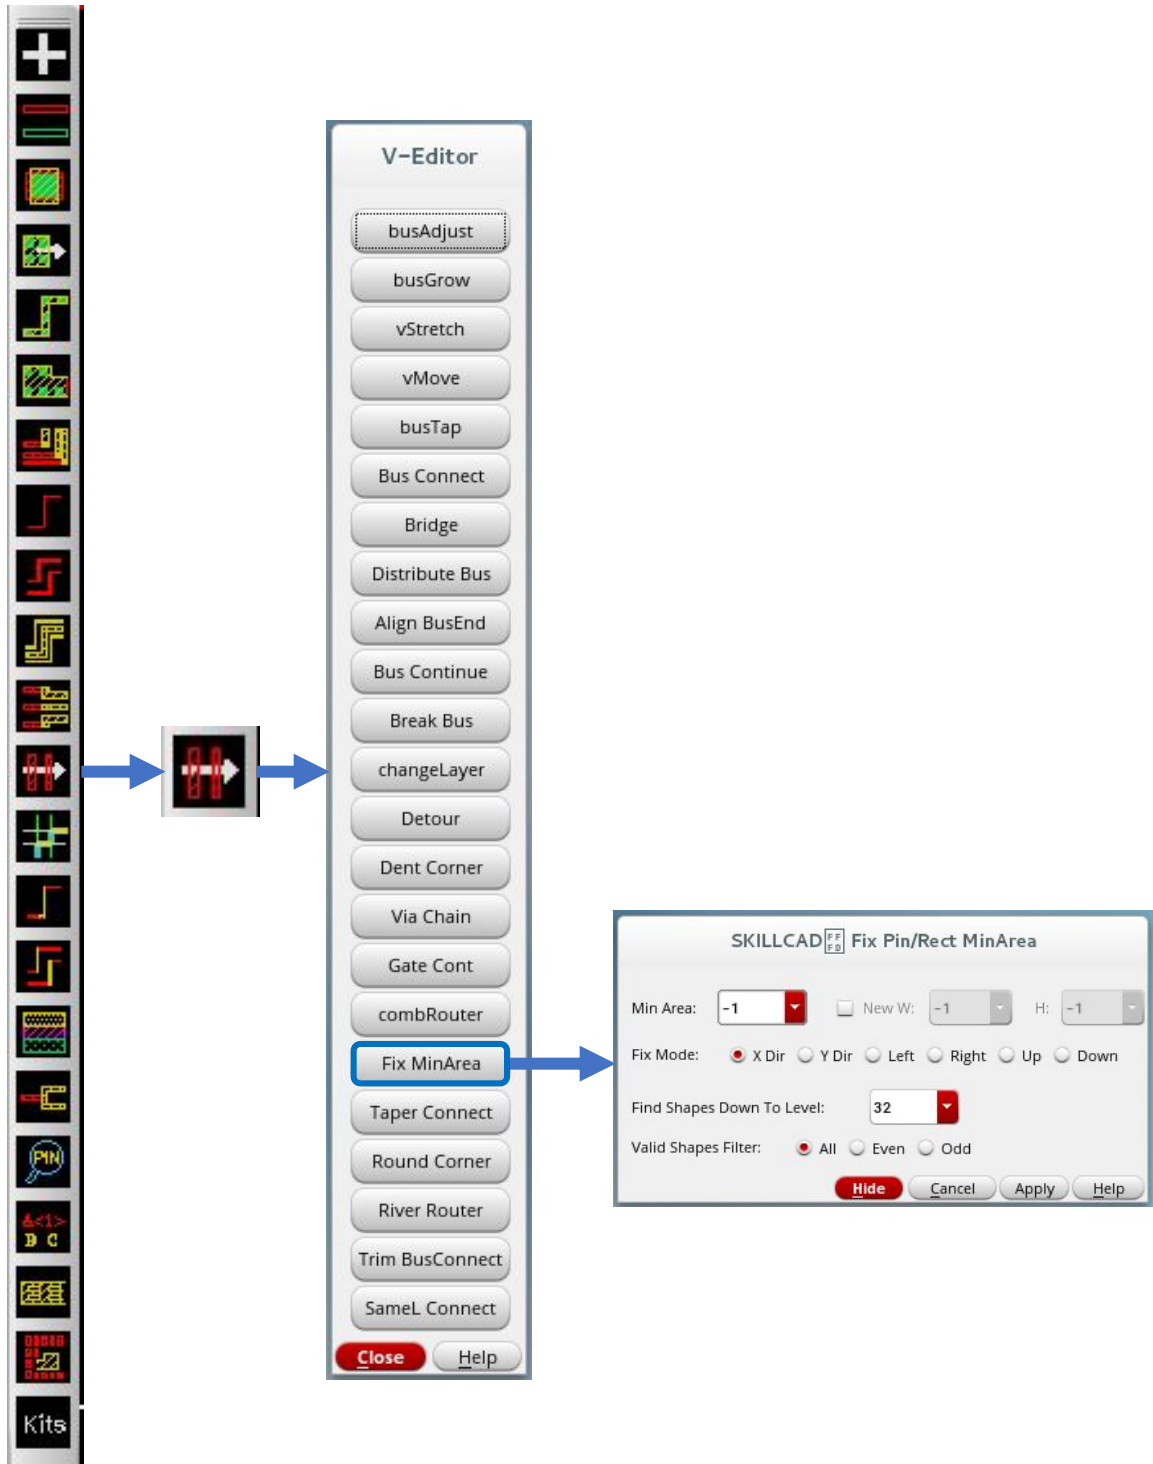 PIN
A<1>
B C
Kits
V-Editor
busAdjust
busGrow
vStretch
vMove
busTap
Bus Connect
Bridge
Distribute Bus
Align BusEnd
Bus Continue
Break Bus
changeLayer
Detour
Dent Corner
Via Chain
Gate Cont
combRouter
Fix MinArea
Taper Connect
Round Corner
River Router
Trim BusConnect
SameL Connect
Close Help
SKILLCAD Fix Pin/Rect MinArea
Min Area: -1 New W: -1 H: -1
Fix Mode: X Dir Y Dir Left Right Up Down
Find Shapes Down To Level: 32
Valid Shapes Filter: All Even Odd
Hide Cancel Apply Help